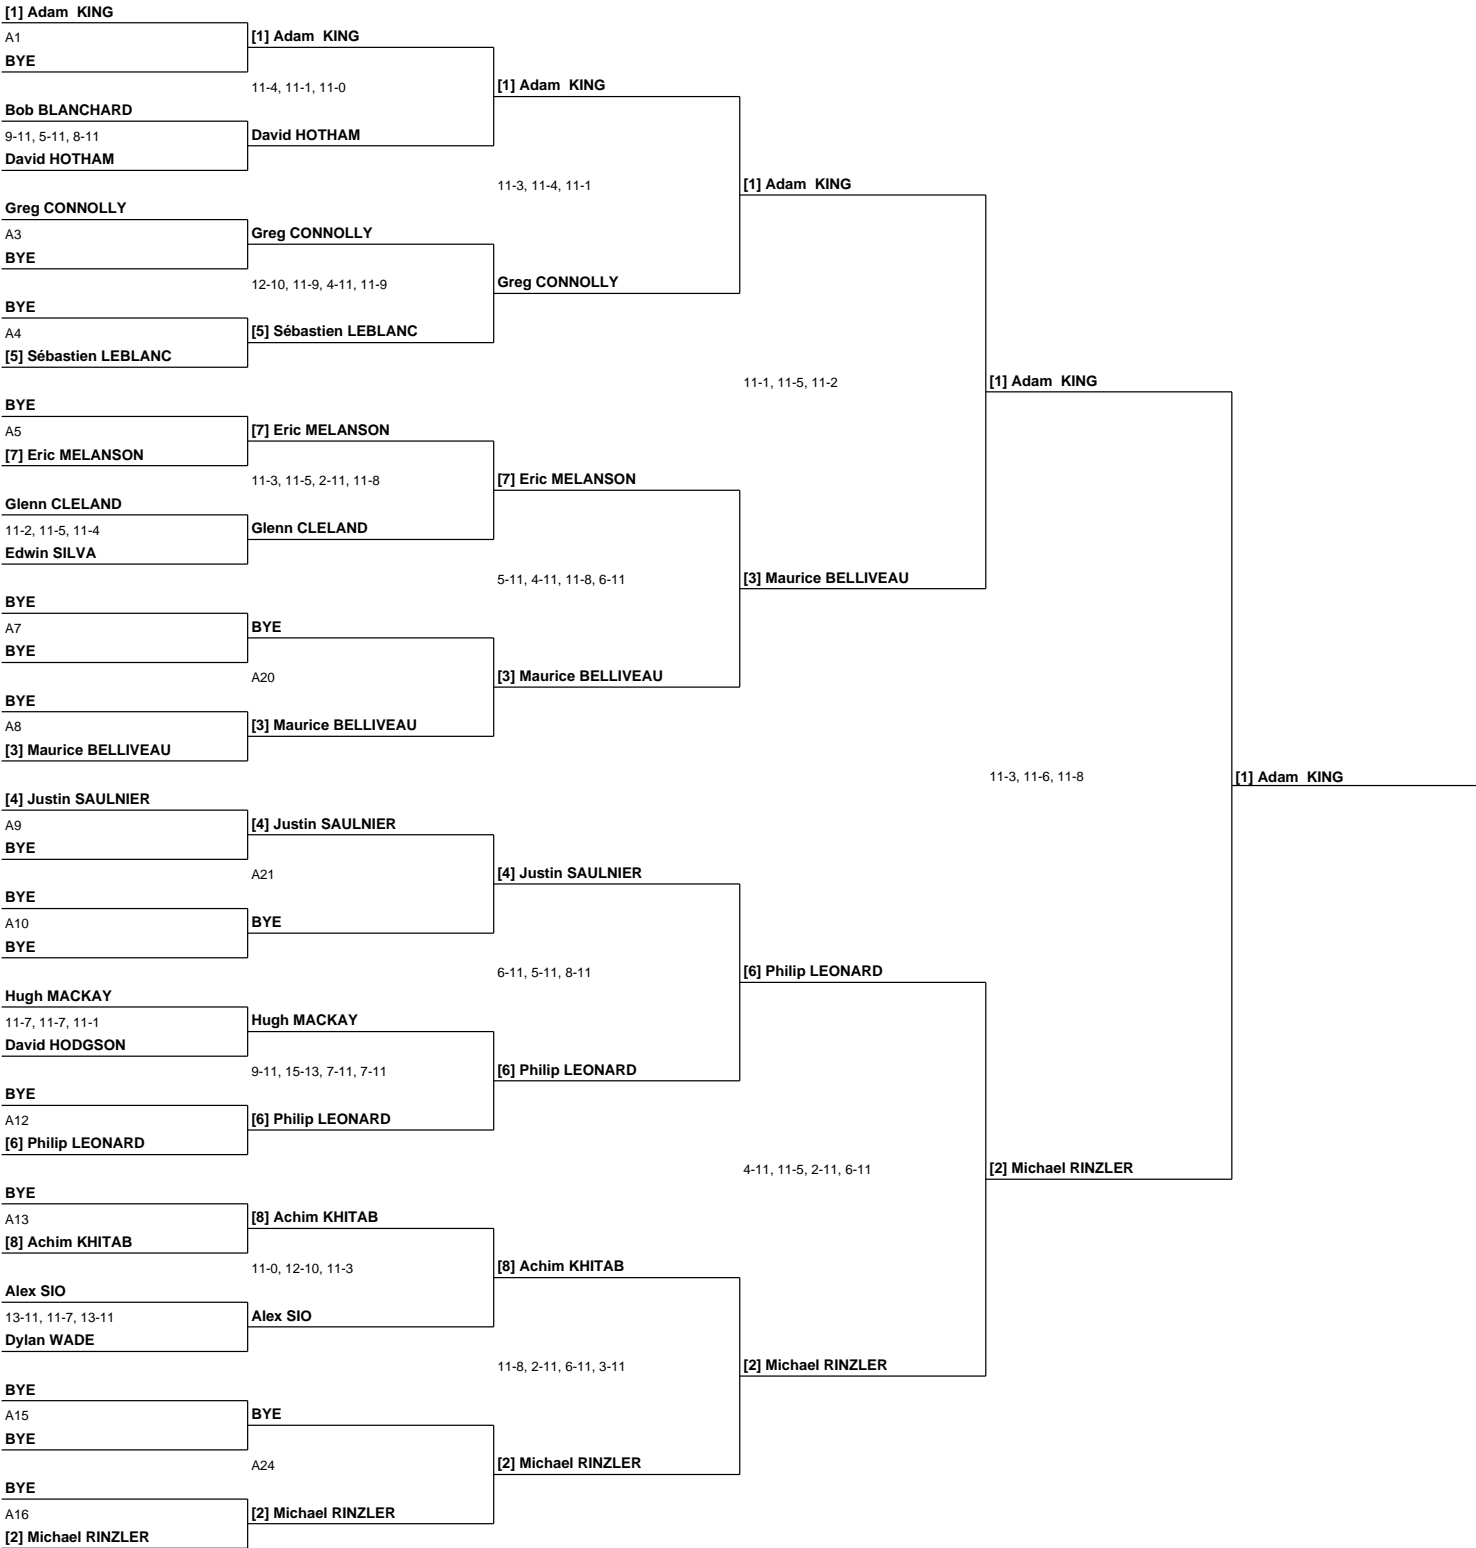 [1] Adam KING
A1
BYE
Bob BLANCHARD
9-11, 5-11, 8-11
David HOTHAM
Greg CONNOLLY
A3
BYE
BYE
A4
[5] Sébastien LEBLANC
BYE
A5
[7] Eric MELANSON
Glenn CLELAND
11-2, 11-5, 11-4
Edwin SILVA
BYE
A7
BYE
BYE
A8
[3] Maurice BELLIVEAU
[4] Justin SAULNIER
A9
BYE
BYE
A10
BYE
Hugh MACKAY
11-7, 11-7, 11-1
David HODGSON
BYE
A12
[6] Philip LEONARD
BYE
A13
[8] Achim KHITAB
Alex SIO
13-11, 11-7, 13-11
Dylan WADE
BYE
A15
BYE
BYE
A16
[2] Michael RINZLER
[1] Adam KING
11-4, 11-1, 11-0
David HOTHAM
Greg CONNOLLY
12-10, 11-9, 4-11, 11-9
[5] Sébastien LEBLANC
[7] Eric MELANSON
11-3, 11-5, 2-11, 11-8
Glenn CLELAND
BYE
A20
[3] Maurice BELLIVEAU
[4] Justin SAULNIER
A21
BYE
Hugh MACKAY
9-11, 15-13, 7-11, 7-11
[6] Philip LEONARD
[8] Achim KHITAB
11-0, 12-10, 11-3
Alex SIO
BYE
A24
[2] Michael RINZLER
[1] Adam KING
11-3, 11-4, 11-1
Greg CONNOLLY
[7] Eric MELANSON
5-11, 4-11, 11-8, 6-11
[3] Maurice BELLIVEAU
[4] Justin SAULNIER
6-11, 5-11, 8-11
[6] Philip LEONARD
[8] Achim KHITAB
11-8, 2-11, 6-11, 3-11
[2] Michael RINZLER
[1] Adam KING
11-1, 11-5, 11-2
[3] Maurice BELLIVEAU
[6] Philip LEONARD
4-11, 11-5, 2-11, 6-11
[2] Michael RINZLER
[1] Adam KING
11-3, 11-6, 11-8
[2] Michael RINZLER
[1] Adam KING